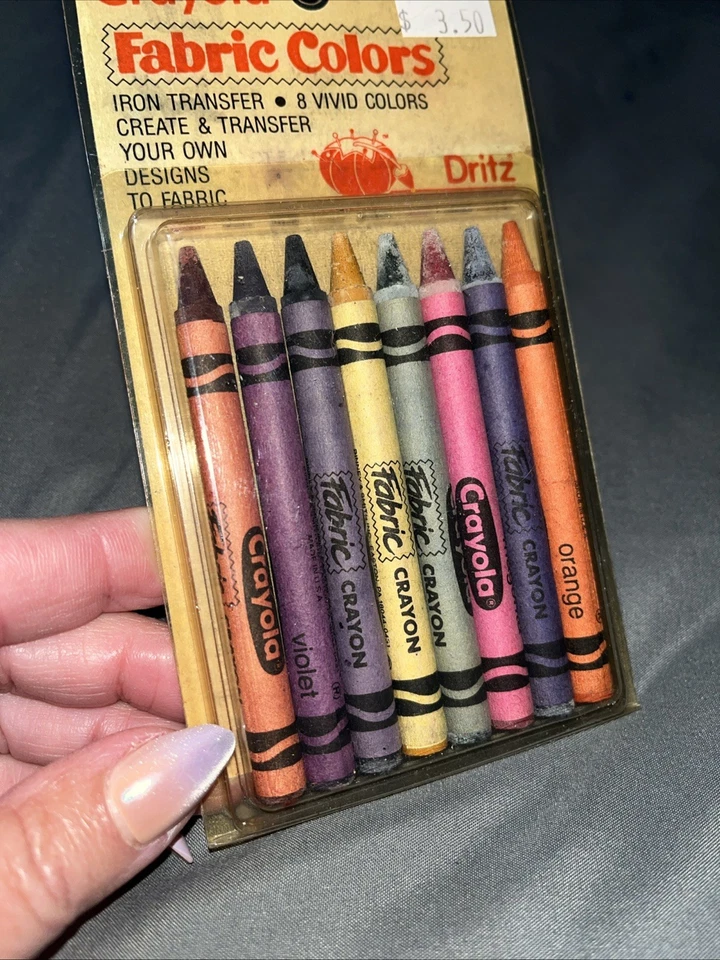 Crayola
$ 3.50
Fabric Colors
IRON TRANSFER • 8 VIVID COLORS
CREATE & TRANSFER
YOUR OWN
DESIGNS
TO FABRIC
Dritz
Crayola
violet
Fabric CRAYON
Fabric CRAYON
Fabric CRAYON
Crayola
Fabric CRAYON
orange